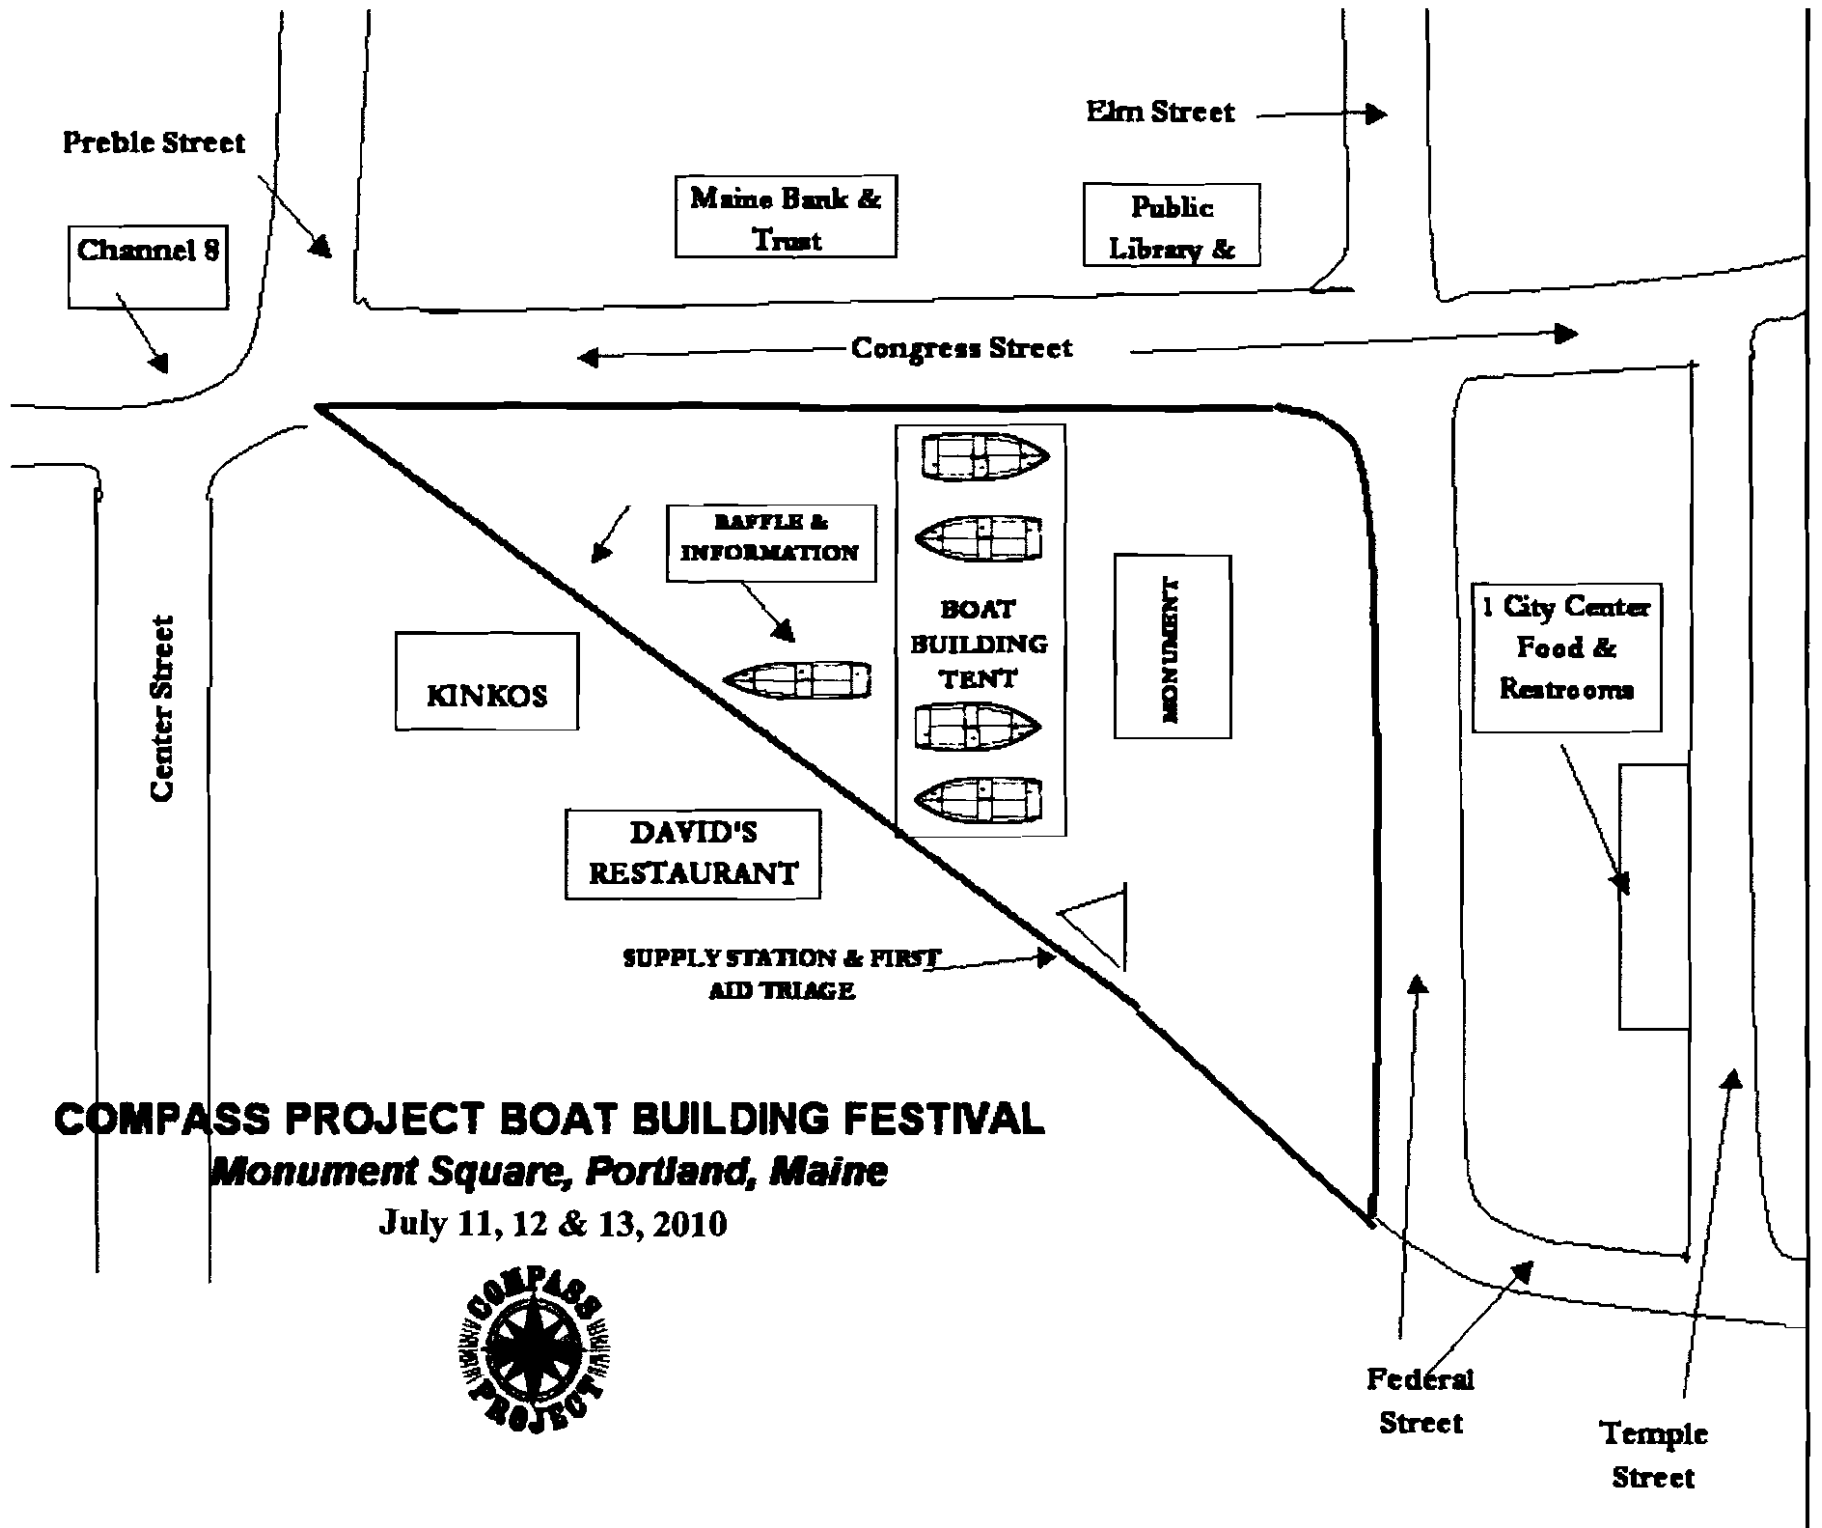 Elm Street
Preble Street
Maine Bank &
Trust
Public
Library &
Channel 8
Congress Street
RAFFLE &
INFORMATION
BOAT
BUILDING
TENT
MONUMENT
1 City Center
Food &
Restrooms
Center Street
KINKOS
DAVID'S
RESTAURANT
SUPPLY STATION & FIRST
AID TRIAGE
COMPASS PROJECT BOAT BUILDING FESTIVAL
Monument Square, Portland, Maine
July 11, 12 & 13, 2010
COMPASS
PROJECT
Federal
Street
Temple
Street